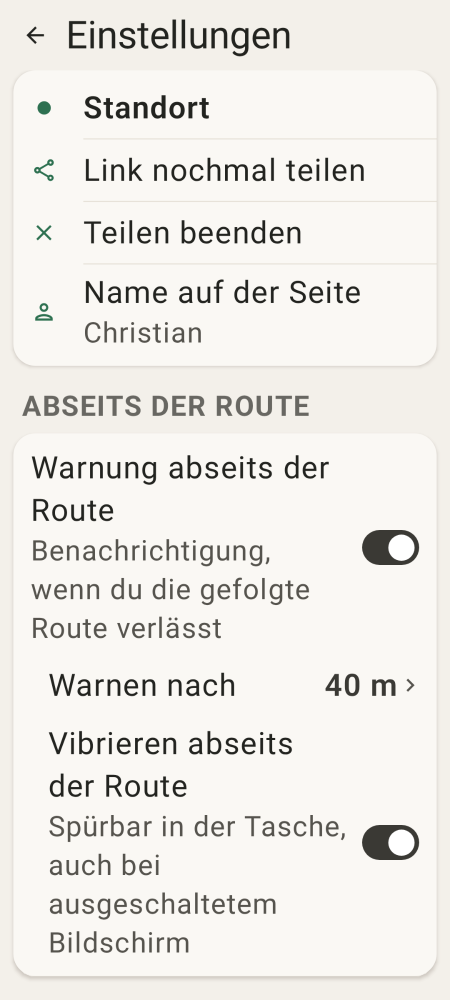 Einstellungen
Standort
Link nochmal teilen
Teilen beenden
Name auf der Seite
Christian
ABSEITS DER ROUTE
Warnung abseits der
Route
Benachrichtigung,
wenn du die gefolgte
Route verlässt
Warnen nach 40 m
Vibrieren abseits
der Route
Spürbar in der Tasche,
auch bei
ausgeschaltetem
Bildschirm